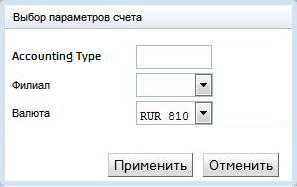 Выбор параметров счета
Accounting Type
Филиал
Валюта
RUR 810
Применить Отменить